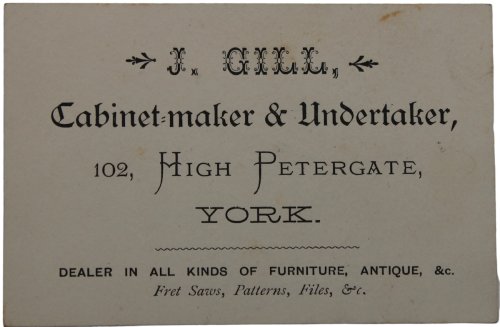 J. GILL,
Cabinet-maker & Undertaker,
102, HIGH PETERGATE,
YORK.
DEALER IN ALL KINDS OF FURNITURE, ANTIQUE, &c.
Fret Saws, Patterns, Files, &c.